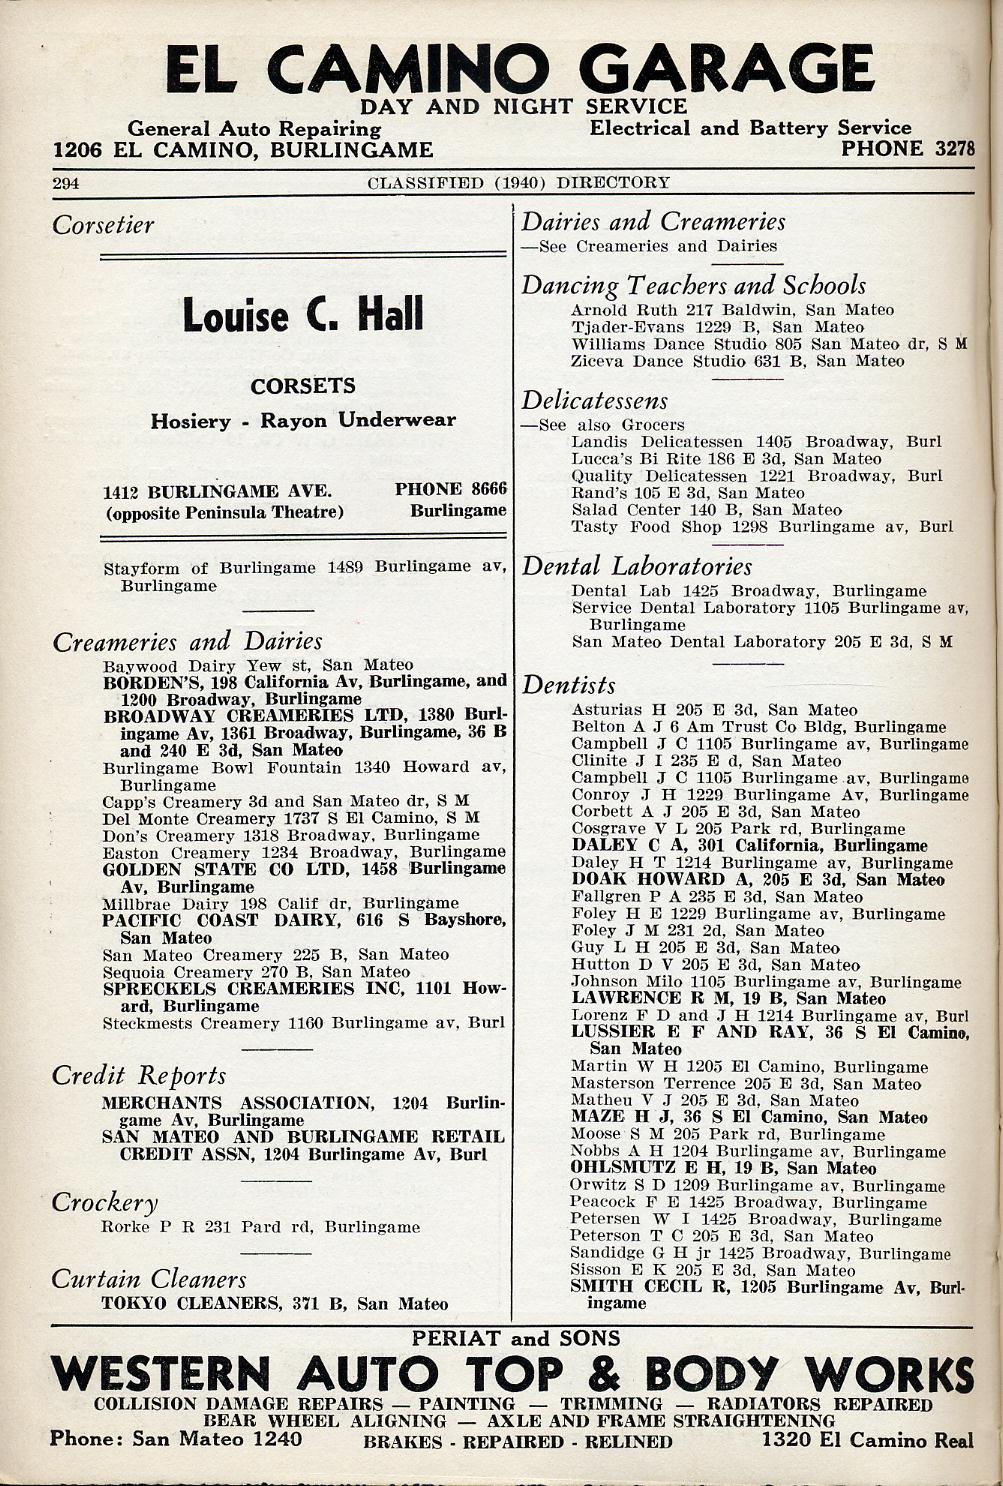 EL CAMINO GARAGE
DAY AND NIGHT SERVICE
General Auto Repairing Electrical and Battery Service
1206 EL CAMINO, BURLINGAME PHONE 3278
294 CLASSIFIED (1940) DIRECTORY
Corsetier
Louise C. Hall
CORSETS
Hosiery - Rayon Underwear
1412 BURLINGAME AVE. PHONE 8666
(opposite Peninsula Theatre) Burlingame
Stayform of Burlingame 1489 Burlingame av,
Burlingame
Creameries and Dairies
Baywood Dairy Yew st, San Mateo
BORDEN'S, 198 California Av, Burlingame, and
1200 Broadway, Burlingame
BROADWAY CREAMERIES LTD, 1380 Burl-
ingame Av, 1361 Broadway, Burlingame, 36 B
and 240 E 3d, San Mateo
Burlingame Bowl Fountain 1340 Howard av,
Burlingame
Capp's Creamery 3d and San Mateo dr, S M
Del Monte Creamery 1737 S El Camino, S M
Don's Creamery 1318 Broadway, Burlingame
Easton Creamery 1234 Broadway, Burlingame
GOLDEN STATE CO LTD, 1458 Burlingame
Av, Burlingame
Millbrae Dairy 198 Calif dr, Burlingame
PACIFIC COAST DAIRY, 616 S Bayshore,
San Mateo
San Mateo Creamery 225 B, San Mateo
Sequoia Creamery 270 B, San Mateo
SPRECKELS CREAMERIES INC, 1101 How-
ard, Burlingame
Steckmests Creamery 1160 Burlingame av, Burl
Credit Reports
MERCHANTS ASSOCIATION, 1204 Burlin-
game Av, Burlingame
SAN MATEO AND BURLINGAME RETAIL
CREDIT ASSN, 1204 Burlingame Av, Burl
Crockery
Rorke P R 231 Pard rd, Burlingame
Curtain Cleaners
TOKYO CLEANERS, 371 B, San Mateo
Dairies and Creameries
—See Creameries and Dairies
Dancing Teachers and Schools
Arnold Ruth 217 Baldwin, San Mateo
Tjader-Evans 1229 B, San Mateo
Williams Dance Studio 805 San Mateo dr, S M
Ziceva Dance Studio 631 B, San Mateo
Delicatessens
—See also Grocers
Landis Delicatessen 1405 Broadway, Burl
Lucca's Bi Rite 186 E 3d, San Mateo
Quality Delicatessen 1221 Broadway, Burl
Rand's 105 E 3d, San Mateo
Salad Center 140 B, San Mateo
Tasty Food Shop 1298 Burlingame av, Burl
Dental Laboratories
Dental Lab 1425 Broadway, Burlingame
Service Dental Laboratory 1105 Burlingame av,
Burlingame
San Mateo Dental Laboratory 205 E 3d, S M
Dentists
Asturias H 205 E 3d, San Mateo
Belton A J 6 Am Trust Co Bldg, Burlingame
Campbell J C 1105 Burlingame av, Burlingame
Clinite J I 235 E d, San Mateo
Campbell J C 1105 Burlingame av, Burlingame
Conroy J H 1229 Burlingame Av, Burlingame
Corbett A J 205 E 3d, San Mateo
Cosgrave V L 205 Park rd, Burlingame
DALEY C A, 301 California, Burlingame
Daley H T 1214 Burlingame av, Burlingame
DOAK HOWARD A, 205 E 3d, San Mateo
Fallgren P A 235 E 3d, San Mateo
Foley H E 1229 Burlingame av, Burlingame
Foley J M 231 2d, San Mateo
Guy L H 205 E 3d, San Mateo
Hutton D V 205 E 3d, San Mateo
Johnson Milo 1105 Burlingame av, Burlingame
LAWRENCE R M, 19 B, San Mateo
Lorenz F D and J H 1214 Burlingame av, Burl
LUSSIER E F AND RAY, 36 S El Camino,
San Mateo
Martin W H 1205 El Camino, Burlingame
Masterson Terrence 205 E 3d, San Mateo
Matheu V J 205 E 3d, San Mateo
MAZE H J, 36 S El Camino, San Mateo
Moose S M 205 Park rd, Burlingame
Nobbs A H 1204 Burlingame av, Burlingame
OHLSMUTZ E H, 19 B, San Mateo
Orwitz S D 1209 Burlingame av, Burlingame
Peacock F E 1425 Broadway, Burlingame
Petersen W I 1425 Broadway, Burlingame
Peterson T C 205 E 3d, San Mateo
Sandidge G H jr 1425 Broadway, Burlingame
Sisson E K 205 E 3d, San Mateo
SMITH CECIL R, 1205 Burlingame Av, Burl-
ingame
PERIAT and SONS
WESTERN AUTO TOP & BODY WORKS
COLLISION DAMAGE REPAIRS — PAINTING — TRIMMING — RADIATORS REPAIRED
BEAR WHEEL ALIGNING — AXLE AND FRAME STRAIGHTENING
Phone: San Mateo 1240 BRAKES - REPAIRED - RELINED 1320 El Camino Real